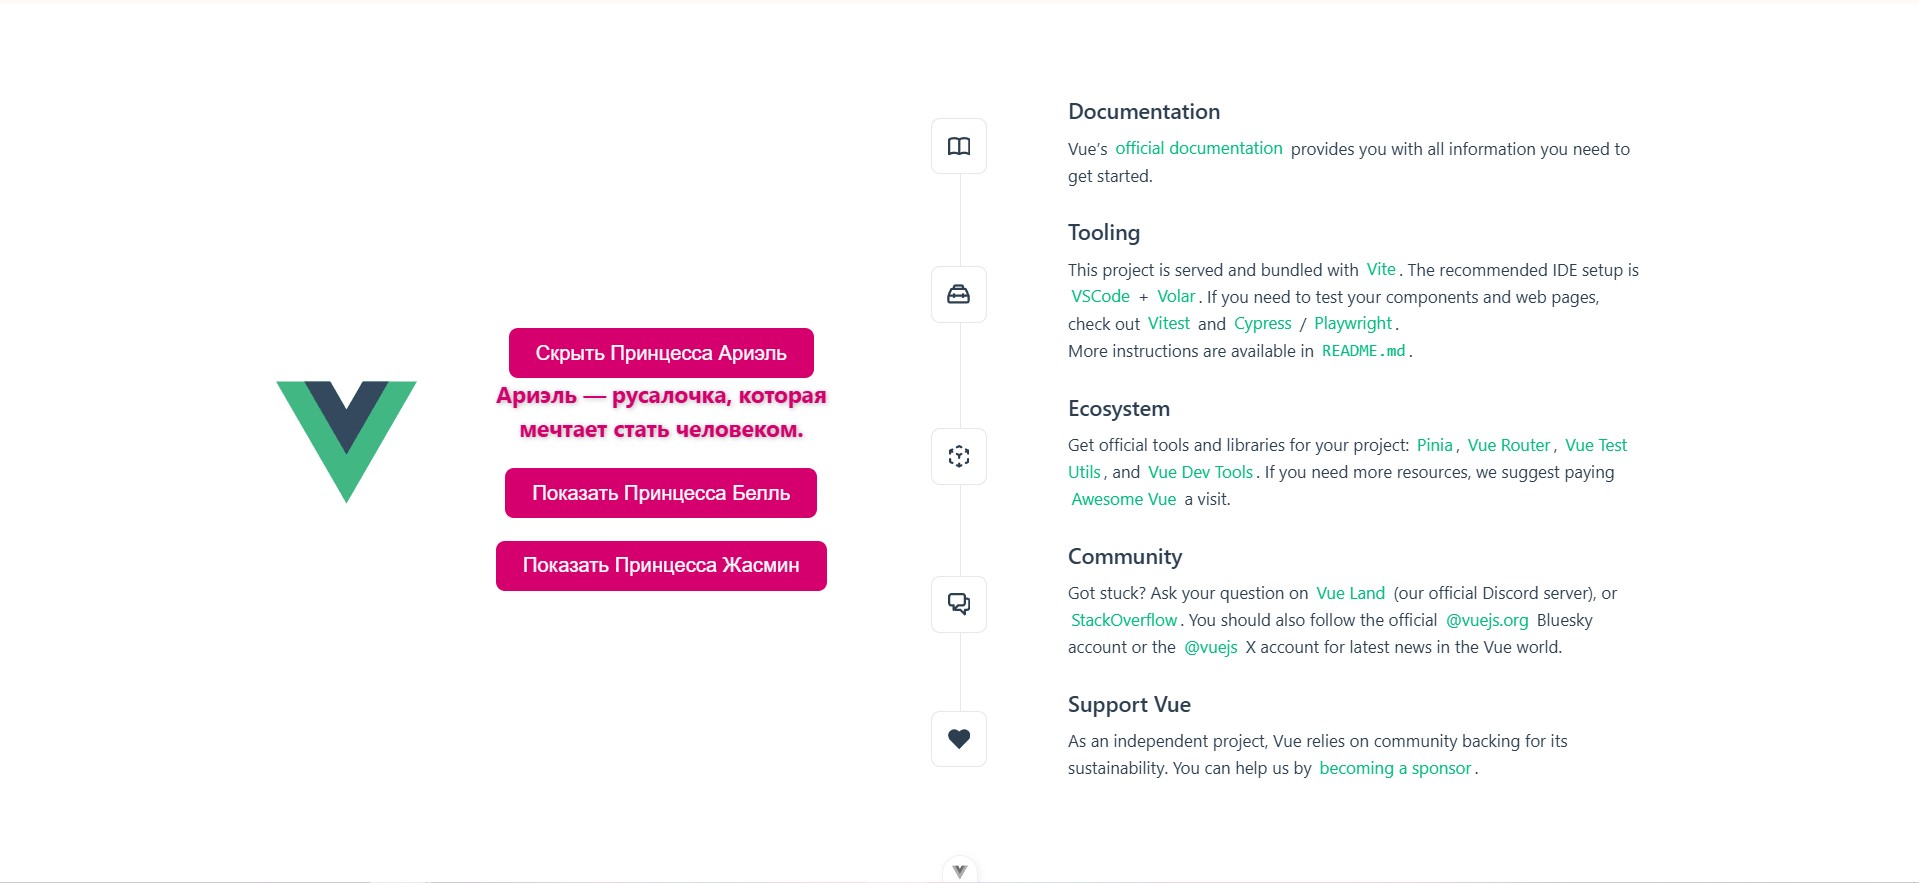 Скрыть Принцесса Ариэль
Ариэль — русалочка, которая
мечтает стать человеком.
Показать Принцесса Белль
Показать Принцесса Жасмин
Documentation
Vue’s official documentation provides you with all information you need to
get started.
Tooling
This project is served and bundled with Vite. The recommended IDE setup is
VSCode + Volar. If you need to test your components and web pages,
check out Vitest and Cypress / Playwright.
More instructions are available in README.md.
Ecosystem
Get official tools and libraries for your project: Pinia, Vue Router, Vue Test
Utils, and Vue Dev Tools. If you need more resources, we suggest paying
Awesome Vue a visit.
Community
Got stuck? Ask your question on Vue Land (our official Discord server), or
StackOverflow. You should also follow the official @vuejs.org Bluesky
account or the @vuejs X account for latest news in the Vue world.
Support Vue
As an independent project, Vue relies on community backing for its
sustainability. You can help us by becoming a sponsor.